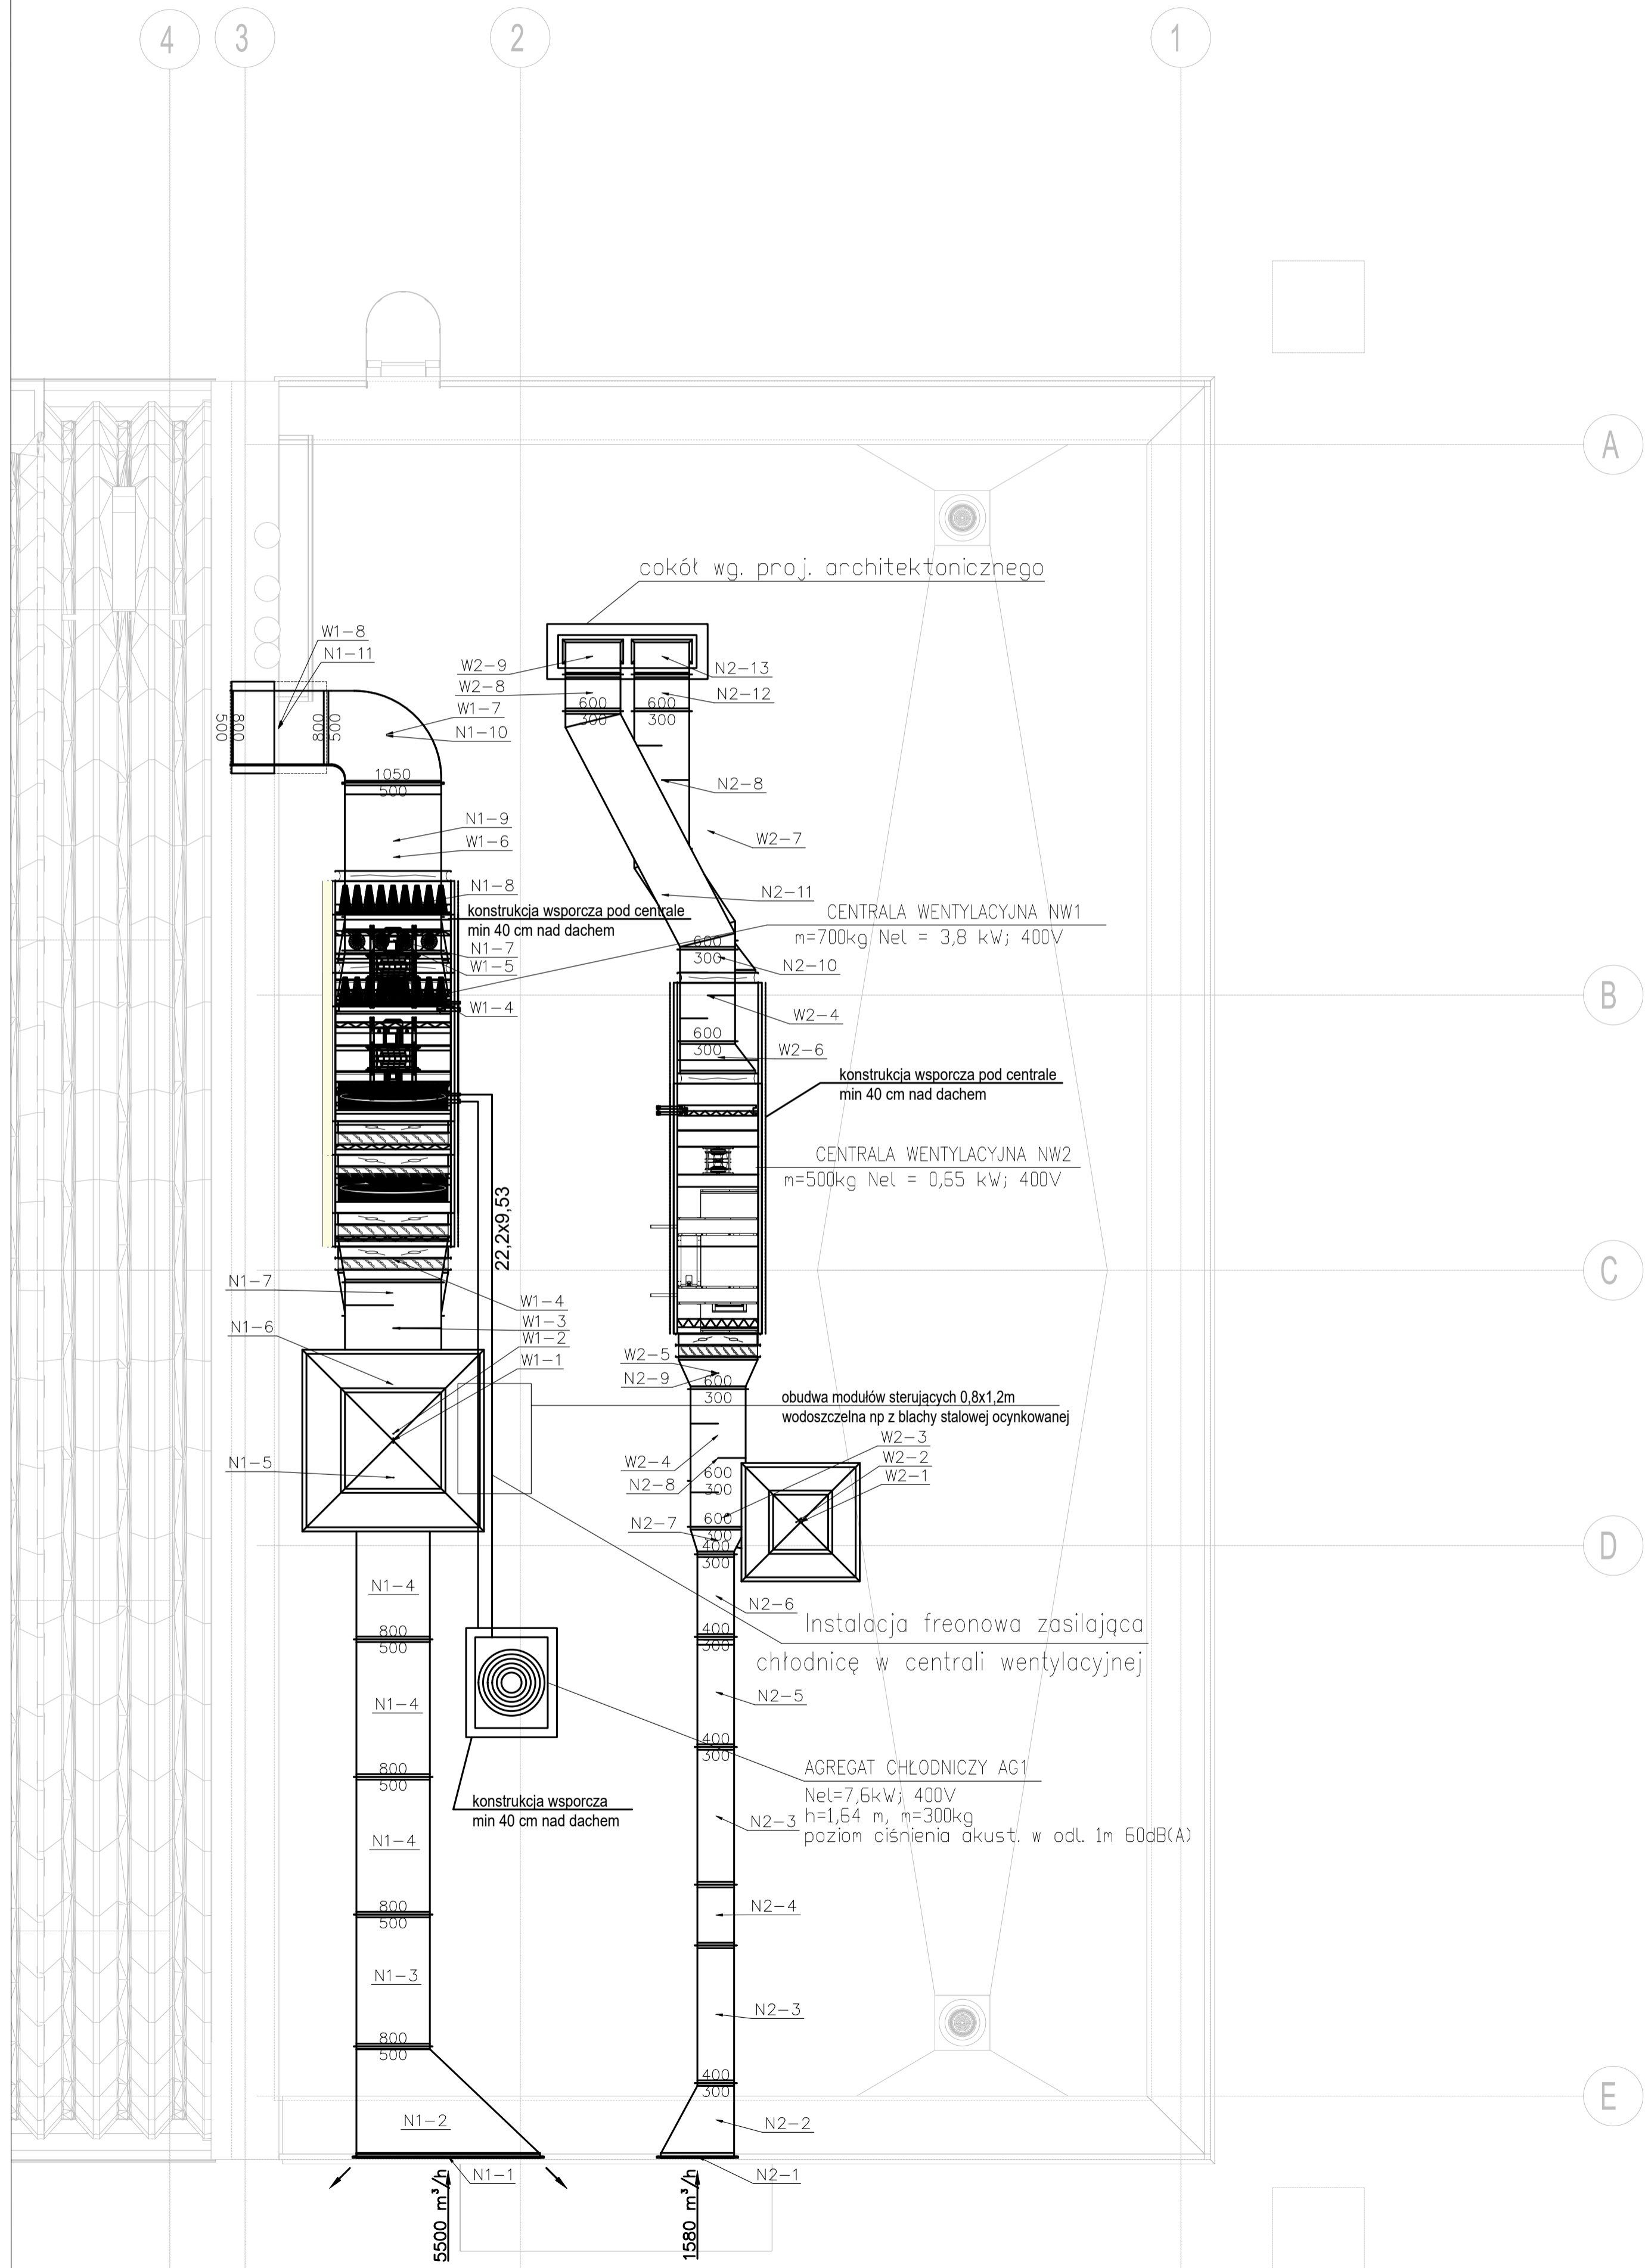 4
3
2
1
A
cokół wg. proj. architektonicznego
W1-8
N1-11
W2-9
N2-13
W2-8
N2-12
600
300
600
300
W1-7
N1-10
500
800
800
500
1050
500
N2-8
N1-9
W1-6
W2-7
N1-8
N2-11
konstrukcja wsporcza pod centrale
min 40 cm nad dachem
CENTRALA WENTYLACYJNA NW1
m=700kg Nel = 3,8 kW; 400V
N1-7
W1-5
600
300
N2-10
W1-4
B
W2-4
600
300
W2-6
konstrukcja wsporcza pod centrale
min 40 cm nad dachem
CENTRALA WENTYLACYJNA NW2
m=500kg Nel = 0,65 kW; 400V
22,2x9,53
C
N1-7
W1-4
W1-3
N1-6
W1-2
W1-1
W2-5
N2-9
600
300
obudwa modułów sterujących 0,8x1,2m
wodoszczelna np z blachy stalowej ocynkowanej
W2-3
W2-2
W2-1
N1-5
W2-4
N2-8
600
300
N2-7
600
300
400
300
D
N1-4
N2-6
Instalacja freonowa zasilająca
chłodnicę w centrali wentylacyjnej
800
500
400
300
N1-4
N2-5
400
300
AGREGAT CHŁODNICZY AG1
Nel=7,6kW; 400V
h=1,64 m, m=300kg
poziom ciśnienia akust. w odl. 1m 60dB(A)
800
500
konstrukcja wsporcza
min 40 cm nad dachem
N2-3
N1-4
N2-4
800
500
N1-3
N2-3
800
500
400
300
E
N1-2
N2-2
N1-1
N2-1
5500 m³/h
1580 m³/h